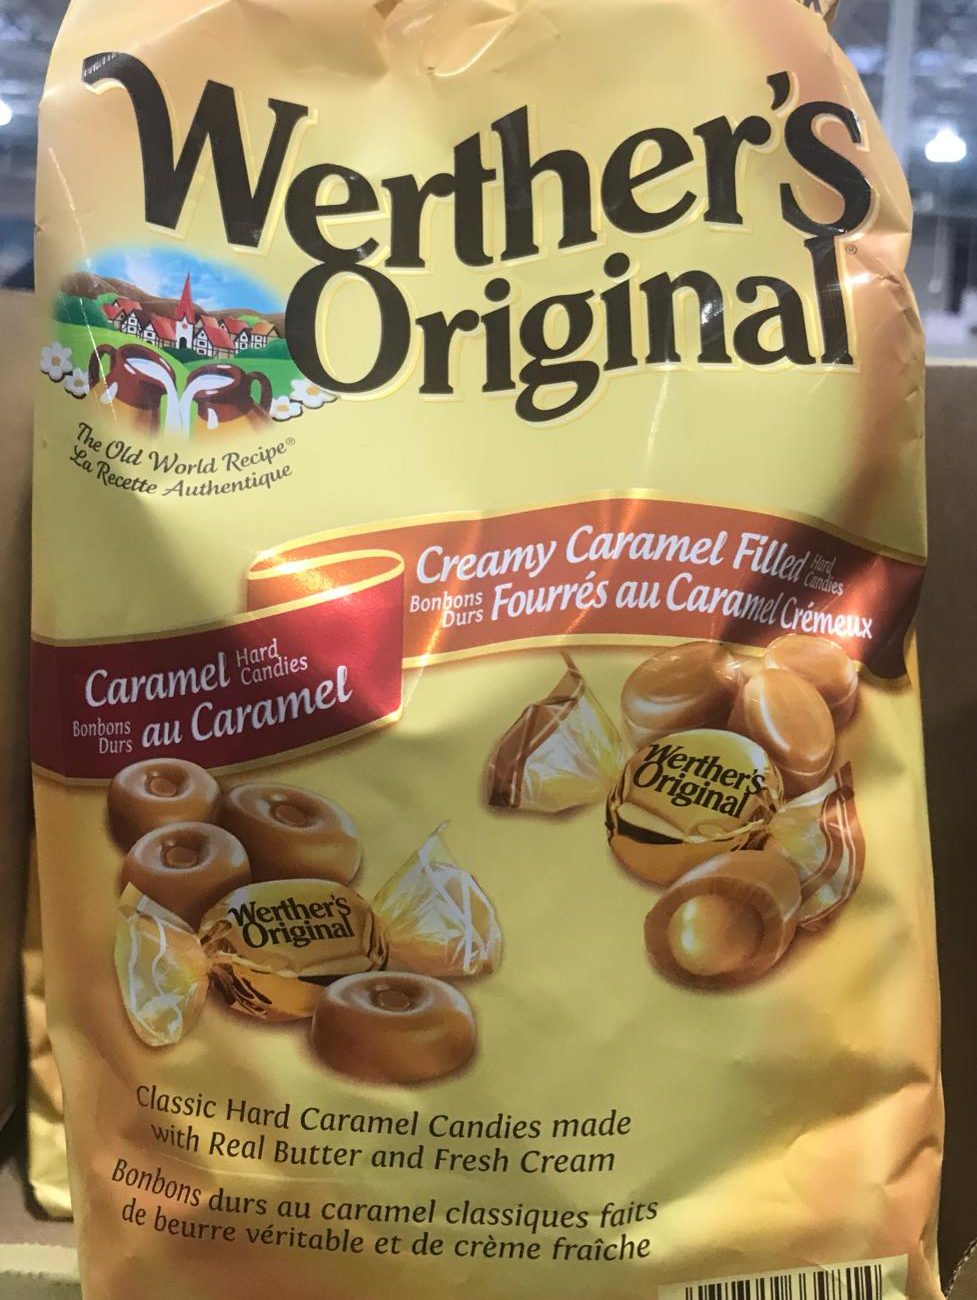 Werther's
Original®
The Old World Recipe®
La Recette Authentique
Creamy Caramel Filled Hard Candies
Bonbons Durs Fourrés au Caramel Crémeux
Caramel Hard Candies
Bonbons Durs au Caramel
Werther's
Original
Werther's
Original
Classic Hard Caramel Candies made
with Real Butter and Fresh Cream
Bonbons durs au caramel classiques faits
de beurre véritable et de crème fraîche